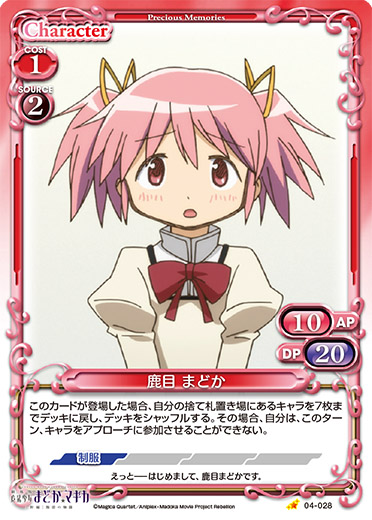 Precious Memories
Character
COST
1
SOURCE
2
10 AP
DP 20
鹿目 まどか
このカードが登場した場合、自分の捨て札置き場にあるキャラを7枚ま
でデッキに戻し、デッキをシャッフルする。その場合、自分は、このター
ン、キャラをアプローチに参加させることができない。
制服
えっとーはじめまして、鹿目まどかです。
まどか☆マギカ
©Magica Quartet/Aniplex・Madoka Movie Project Rebellion
04-028